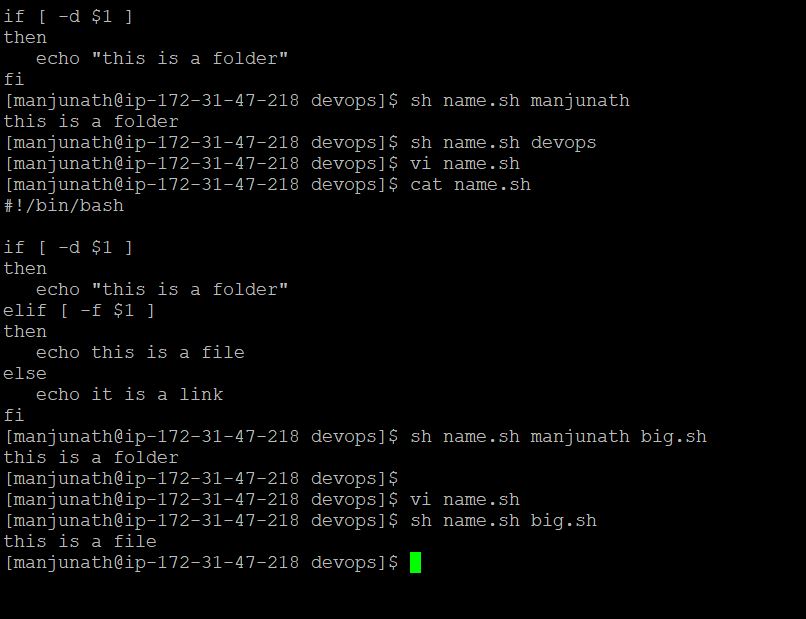 if [ -d $1 ]
then
   echo "this is a folder"
fi
[manjunath@ip-172-31-47-218 devops]$ sh name.sh manjunath
this is a folder
[manjunath@ip-172-31-47-218 devops]$ sh name.sh devops
[manjunath@ip-172-31-47-218 devops]$ vi name.sh
[manjunath@ip-172-31-47-218 devops]$ cat name.sh
#!/bin/bash

if [ -d $1 ]
then
   echo "this is a folder"
elif [ -f $1 ]
then
   echo this is a file
else
   echo it is a link
fi
[manjunath@ip-172-31-47-218 devops]$ sh name.sh manjunath big.sh
this is a folder
[manjunath@ip-172-31-47-218 devops]$
[manjunath@ip-172-31-47-218 devops]$ vi name.sh
[manjunath@ip-172-31-47-218 devops]$ sh name.sh big.sh
this is a file
[manjunath@ip-172-31-47-218 devops]$